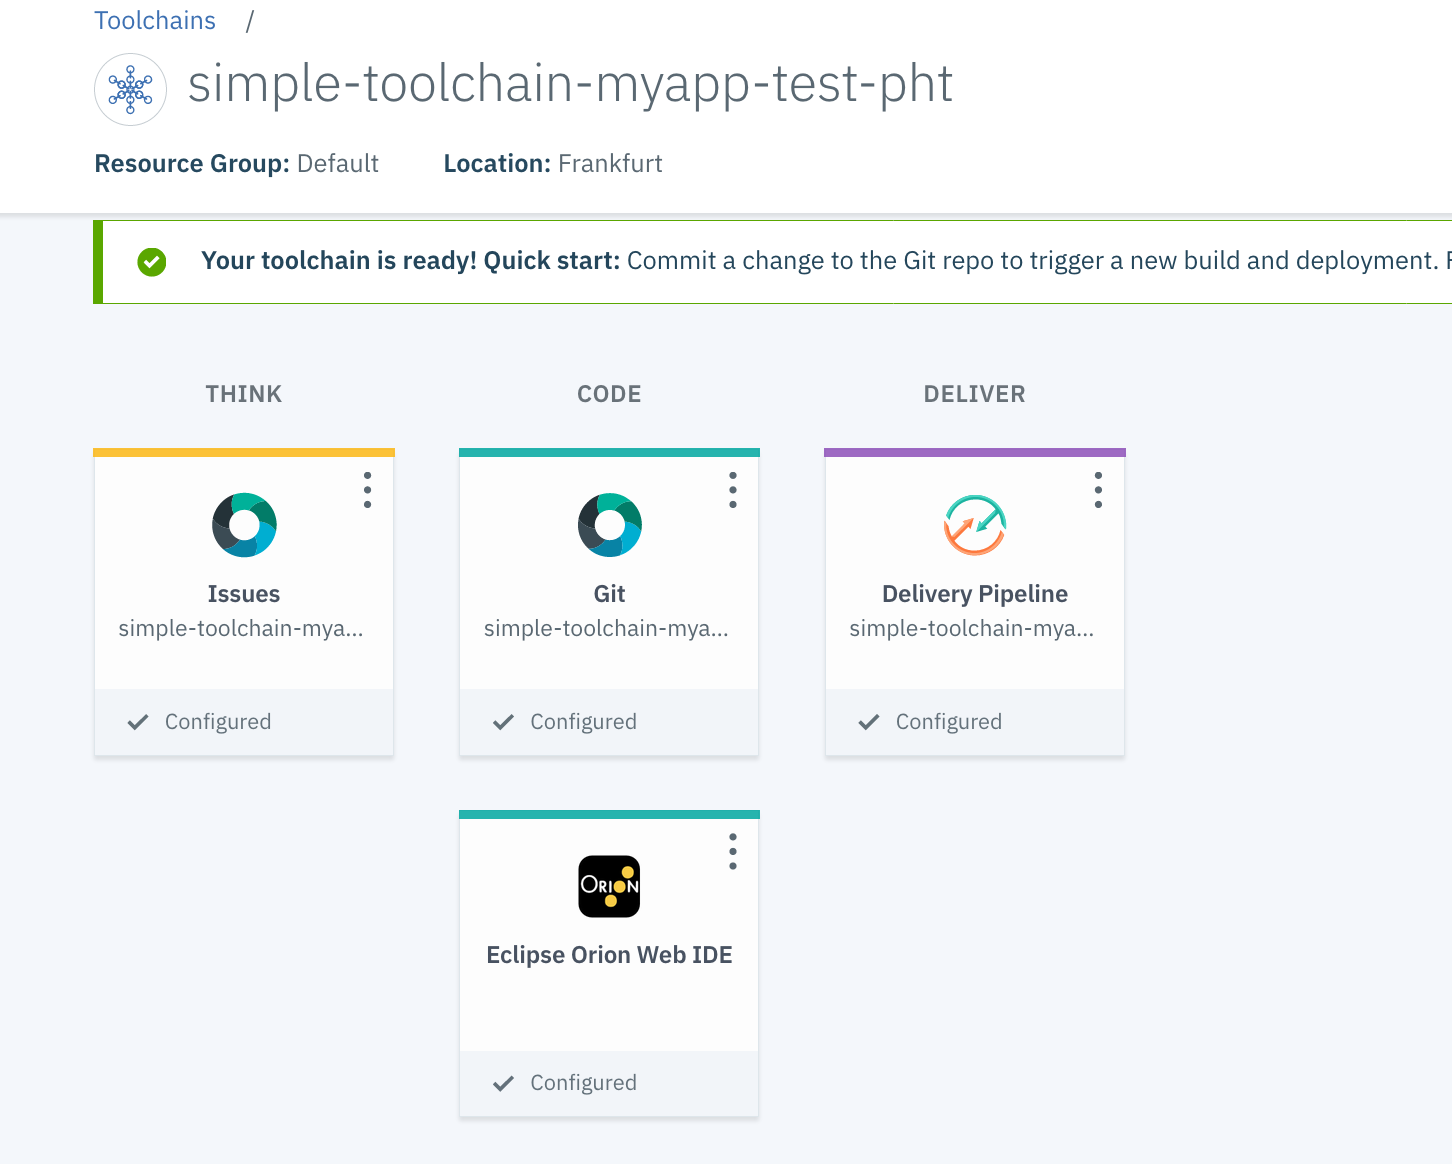 Toolchains /
simple-toolchain-myapp-test-pht
Resource Group: Default Location: Frankfurt
Your toolchain is ready! Quick start: Commit a change to the Git repo to trigger a new build and deployment.
THINK CODE DELIVER
Issues
simple-toolchain-mya...
Configured
Git
simple-toolchain-mya...
Configured
Delivery Pipeline
simple-toolchain-mya...
Configured
ORION
Eclipse Orion Web IDE
Configured